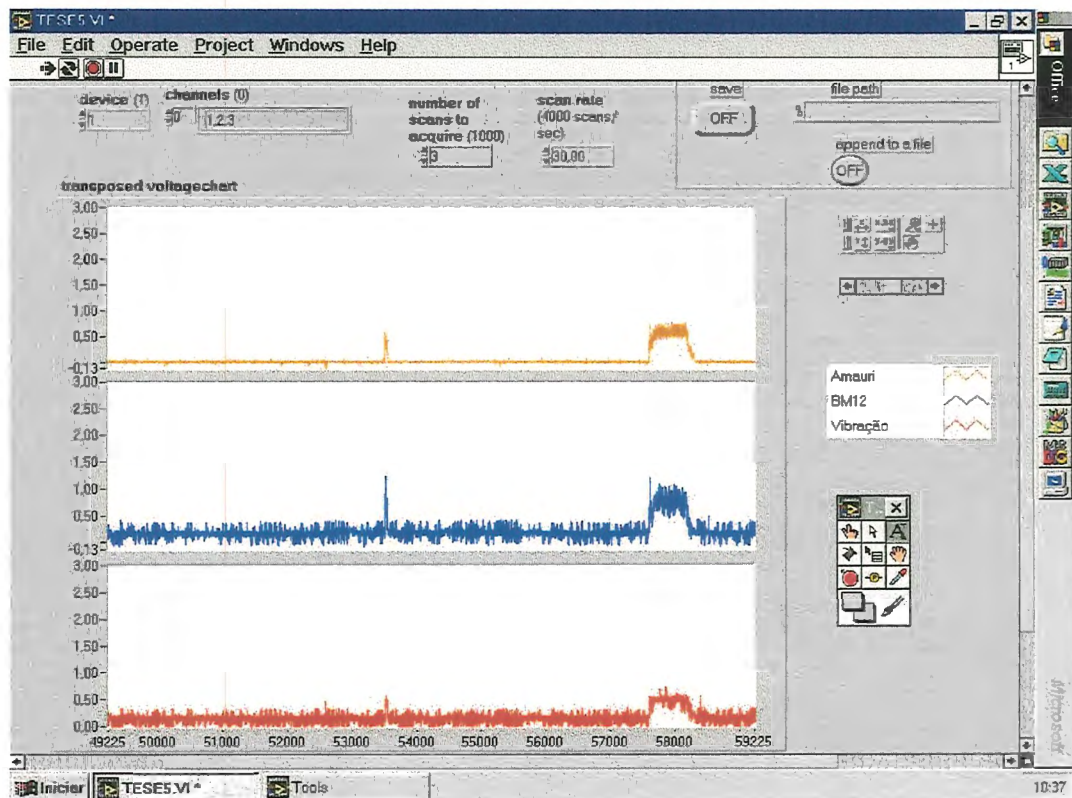 TESE5.VI *
File Edit Operate Project Windows Help
device (1)
1
channels (0)
0
1,2,3
number of scans to acquire (1000)
3
scan rate (4000 scans/sec)
30,00
save
OFF
file path
append to a file
OFF
transposed voltagechart
3,00
2,50
2,00
1,50
1,00
0,50
-0,13
3,00
2,50
2,00
1,50
1,00
0,50
-0,13
3,00
2,50
2,00
1,50
1,00
0,50
0,00
49225 50000 51000 52000 53000 54000 55000 56000 57000 58000 59225
Amauri
BM12
Vibração
Office
Microsoft
Iniciar
TESE5.VI *
Tools
10:37